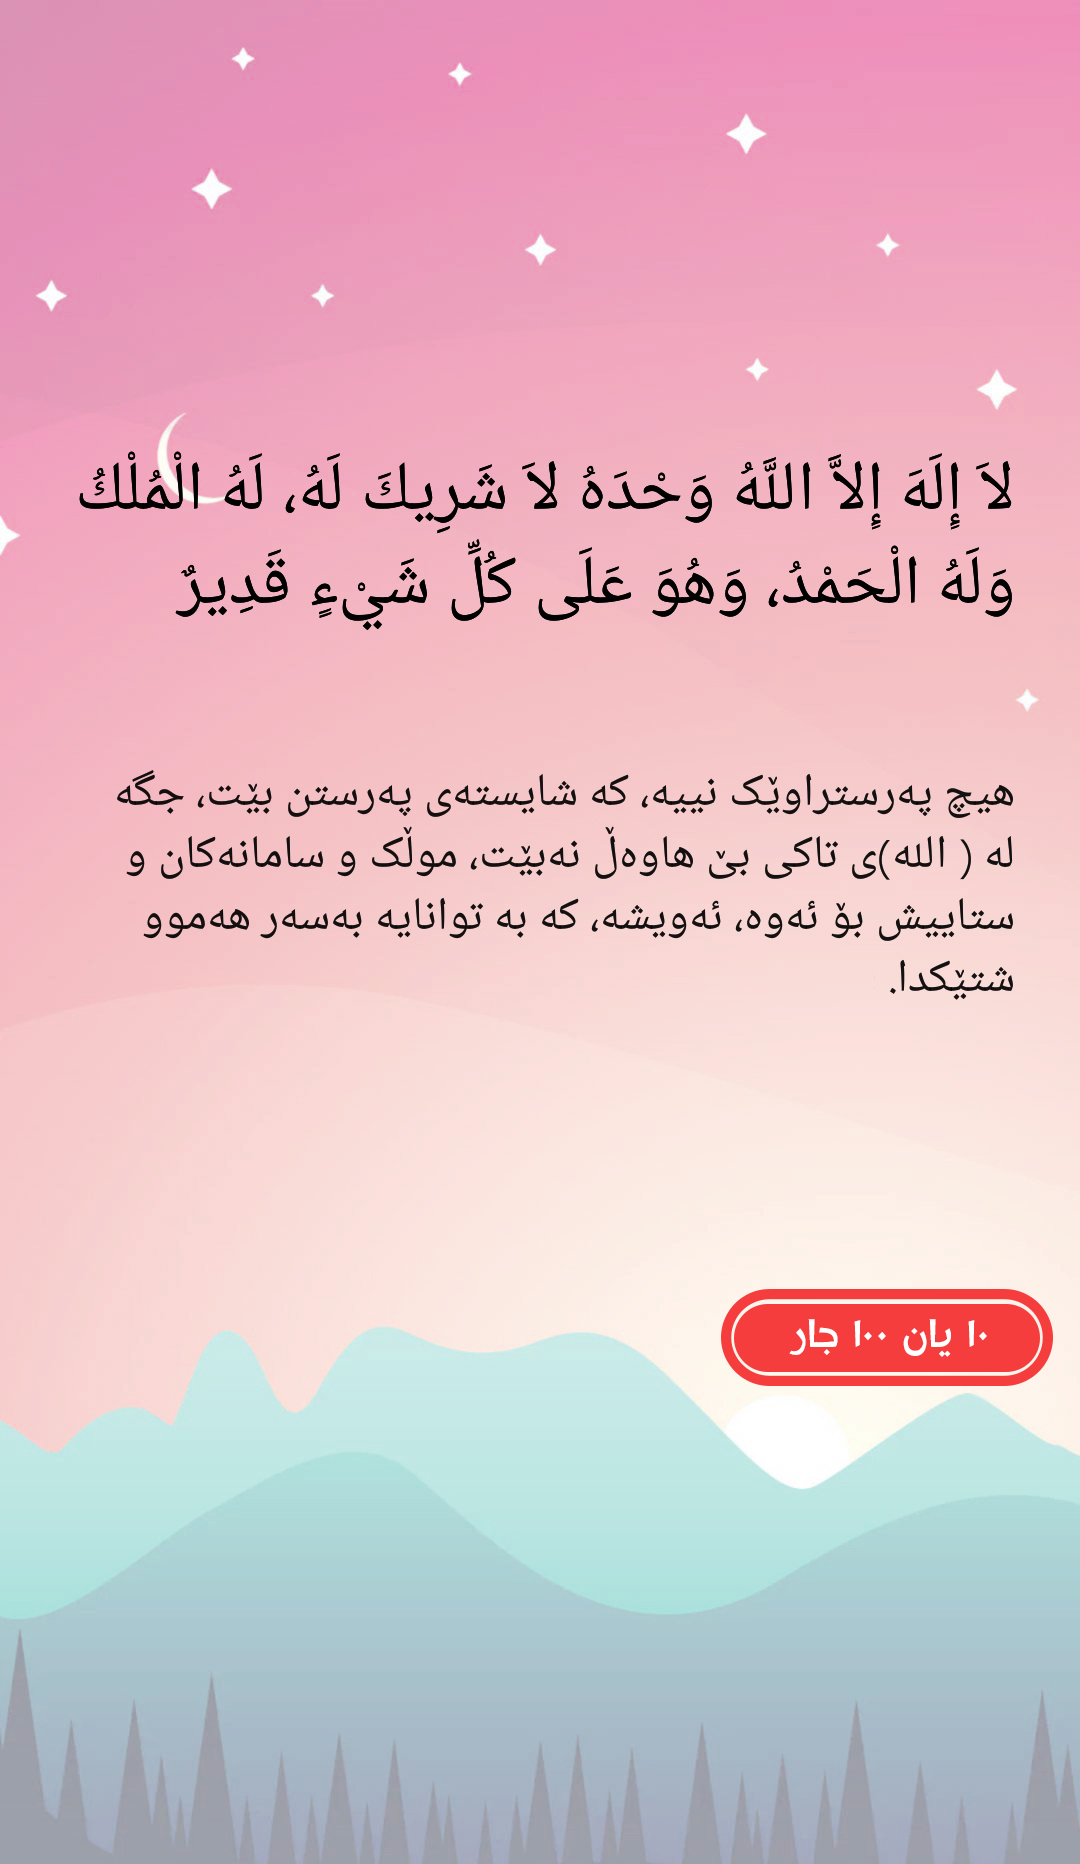 لاَ إِلَهَ إِلاَّ اللَّهُ وَحْدَهُ لاَ شَرِيكَ لَهُ، لَهُ الْمُلْكُ
وَلَهُ الْحَمْدُ، وَهُوَ عَلَى كُلِّ شَيْءٍ قَدِيرٌ
هیچ پەرستراوێک نییە، کە شایستەی پەرستن بێت، جگە
لە ( الله)ی تاکی بێ هاوەڵ نەبێت، موڵک و سامانەکان و
ستاییش بۆ ئەوە، ئەویشە، کە بە توانایە بەسەر هەموو
شتێکدا.
١٠ یان ١٠٠ جار